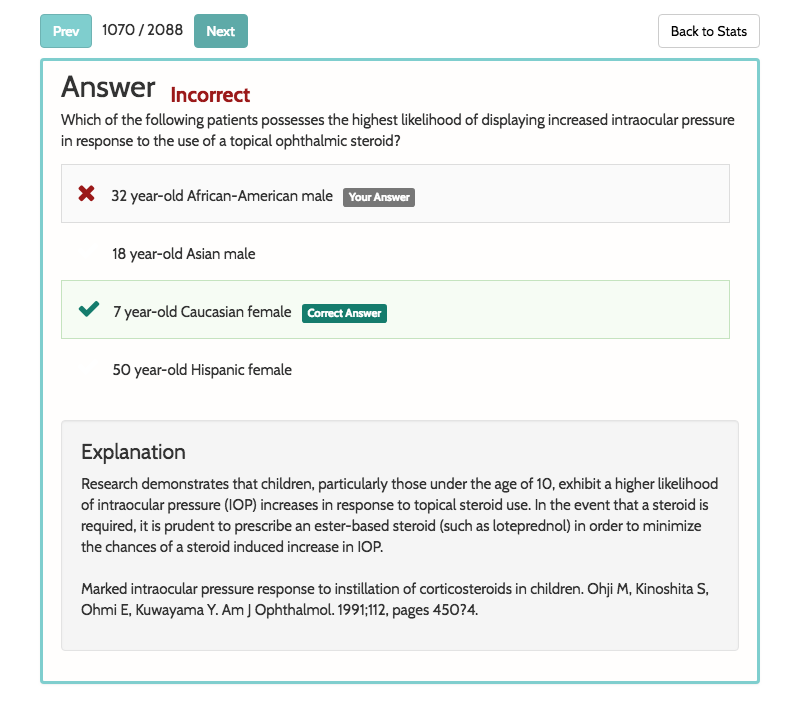 Prev 1070 / 2088 Next Back to Stats
Answer Incorrect
Which of the following patients possesses the highest likelihood of displaying increased intraocular pressure
in response to the use of a topical ophthalmic steroid?
32 year-old African-American male Your Answer
18 year-old Asian male
7 year-old Caucasian female Correct Answer
50 year-old Hispanic female
Explanation
Research demonstrates that children, particularly those under the age of 10, exhibit a higher likelihood
of intraocular pressure (IOP) increases in response to topical steroid use. In the event that a steroid is
required, it is prudent to prescribe an ester-based steroid (such as loteprednol) in order to minimize
the chances of a steroid induced increase in IOP.
Marked intraocular pressure response to instillation of corticosteroids in children. Ohji M, Kinoshita S,
Ohmi E, Kuwayama Y. Am J Ophthalmol. 1991;112, pages 450?4.